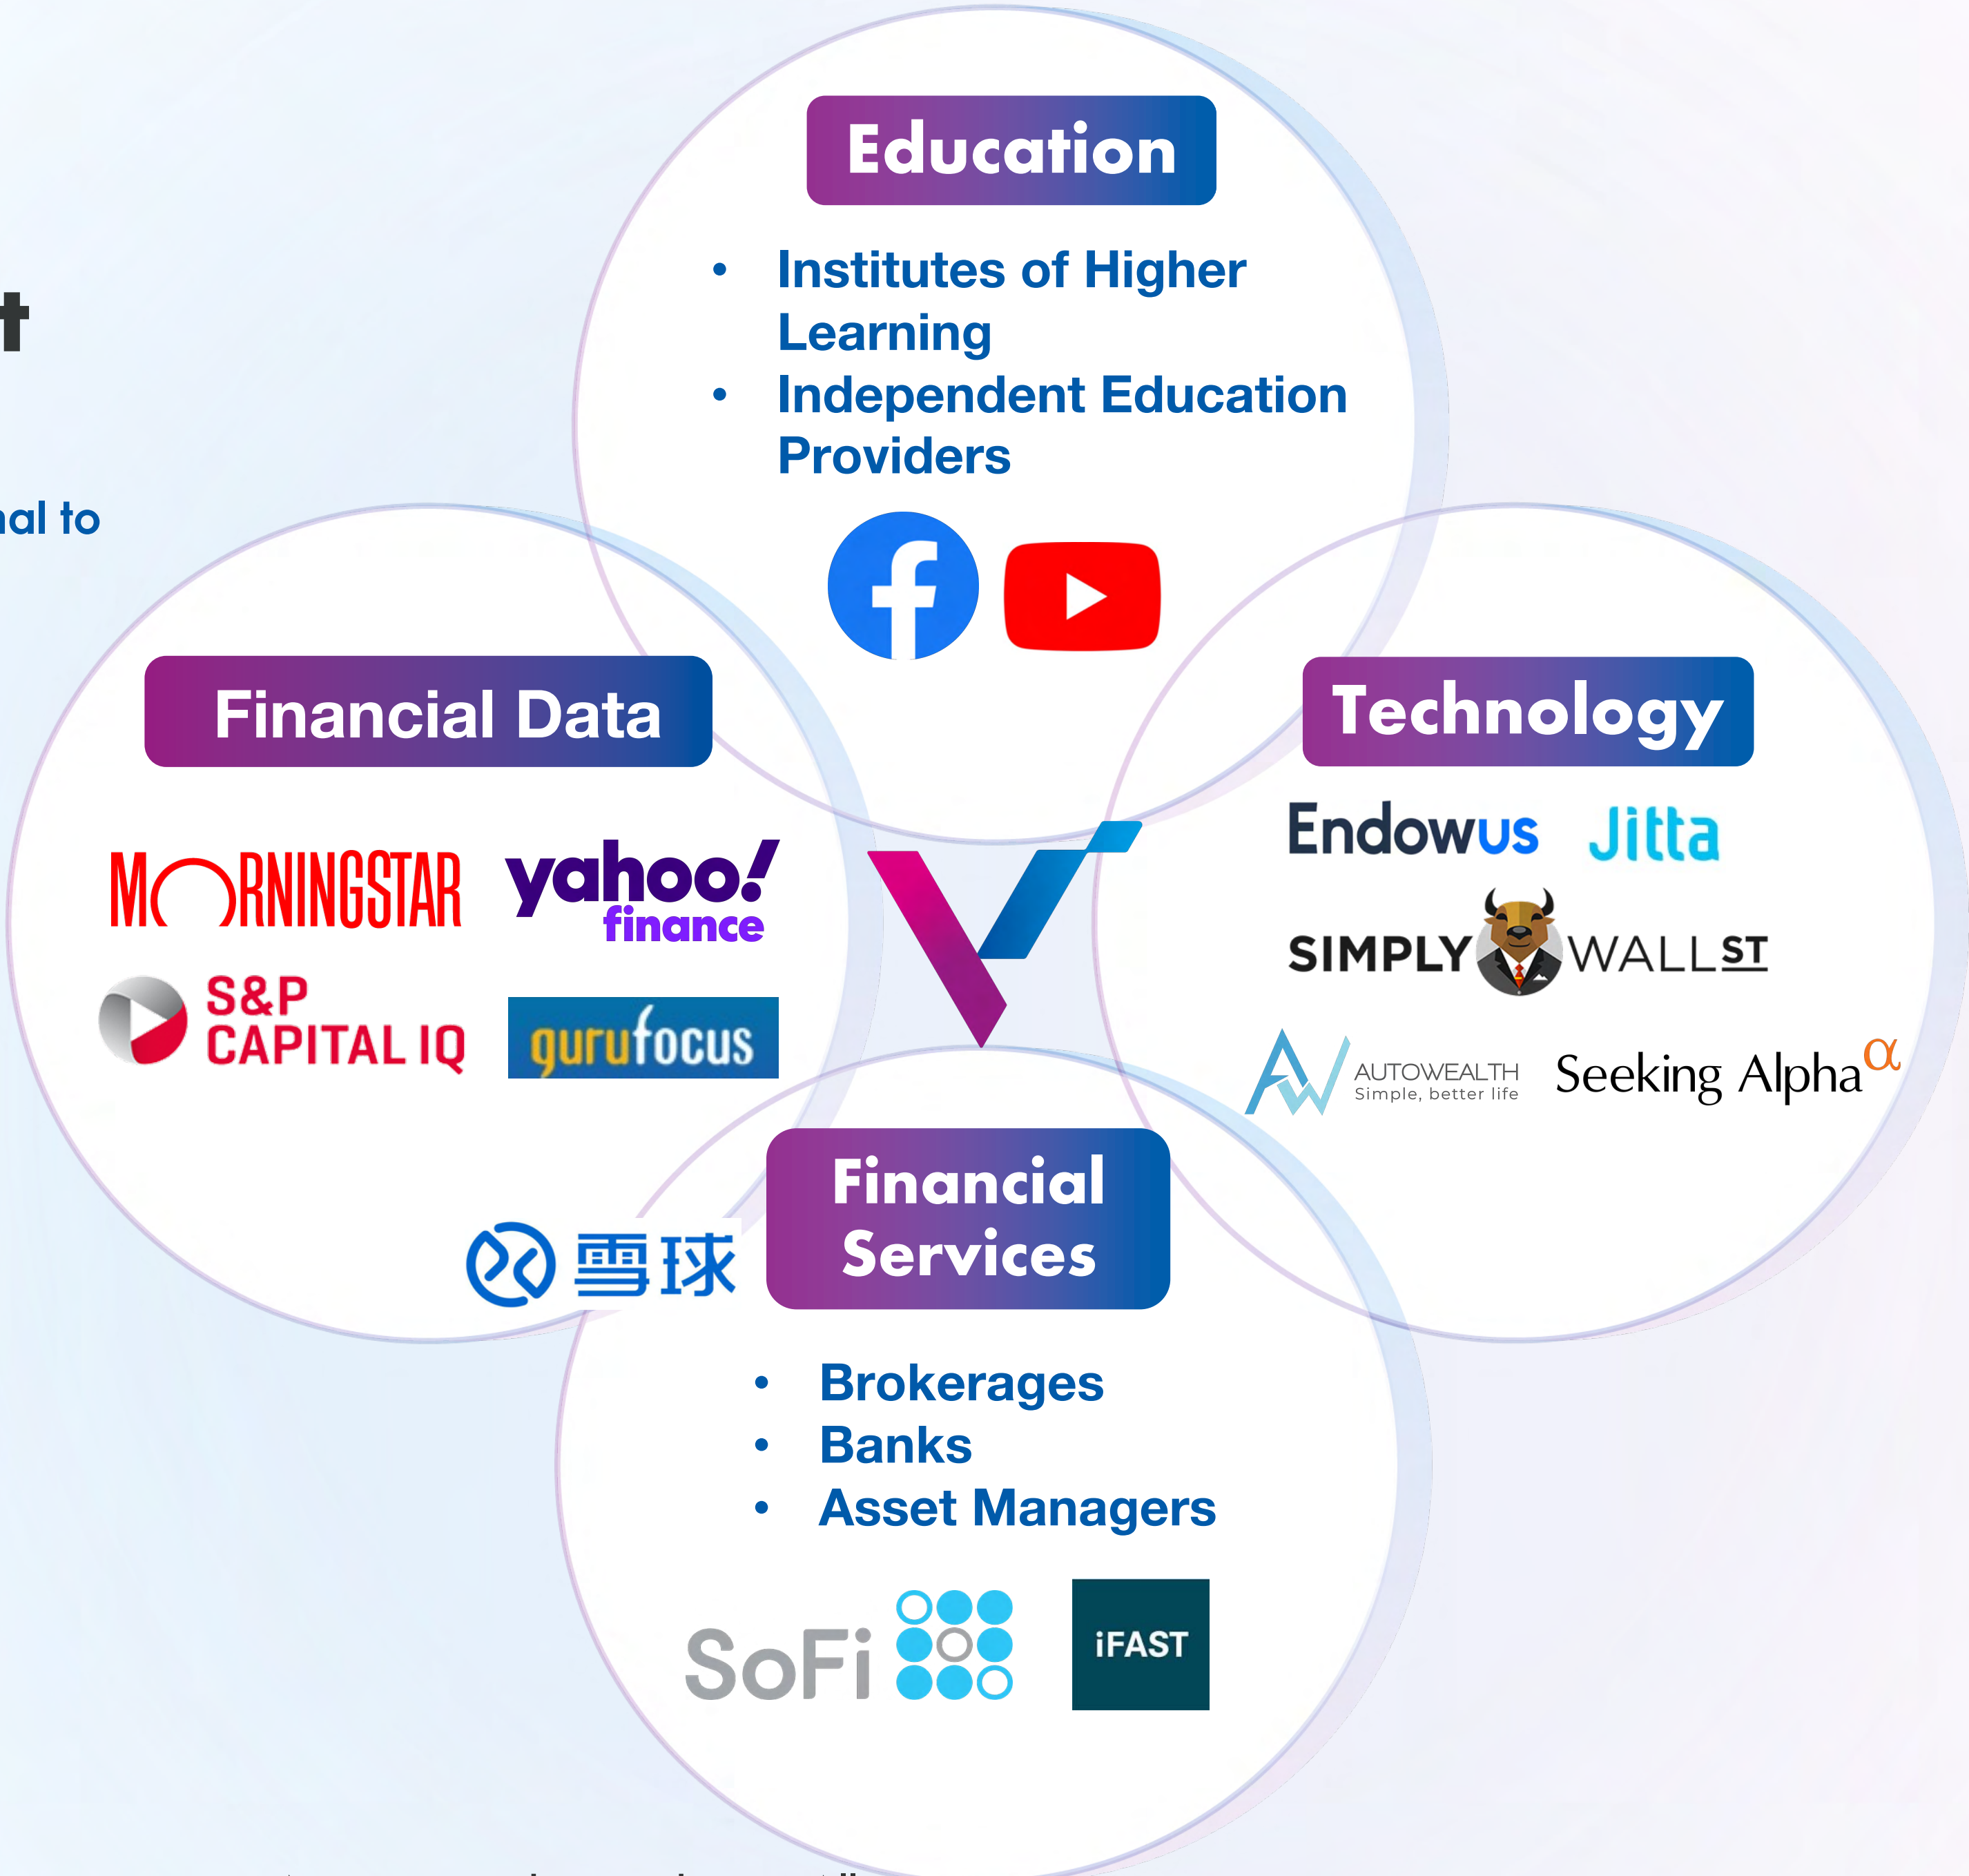 Education
• Institutes of Higher
Learning
• Independent Education
Providers
t
al to
Financial Data
MORNINGSTAR
yahoo!
finance
S&P
CAPITAL IQ
gurufocus
Technology
Endowus
Jitta
SIMPLY WALL ST
AUTOWEALTH
Simple, better life
Seeking Alpha α
雪球
Financial
Services
• Brokerages
• Banks
• Asset Managers
SoFi
iFAST